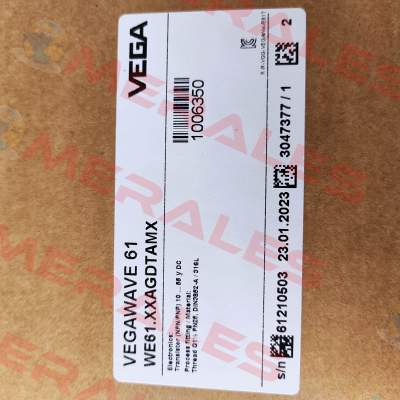 VEGA
1006350
VEGAWAVE 61
WE61.XXAGDTAMX
Electronics:
Transistor (NPN/PNP) 10 ... 55 V DC
Process fitting / Material:
Thread G1½ PN25, DIN3852-A / 316L
s/n 61210503 23.01.2023 3047377 / 1 2
MERALES